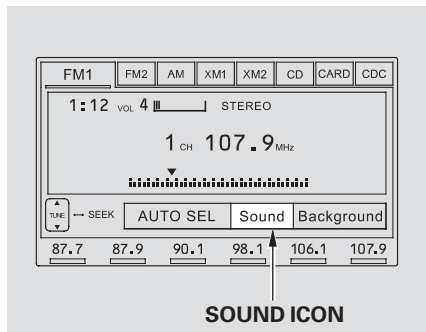 FM1 FM2 AM XM1 XM2 CD CARD CDC
1:12 VOL 4 STEREO
1 CH 107.9 MHz
TUNE SEEK AUTO SEL Sound Background
87.7 87.9 90.1 98.1 106.1 107.9
SOUND ICON